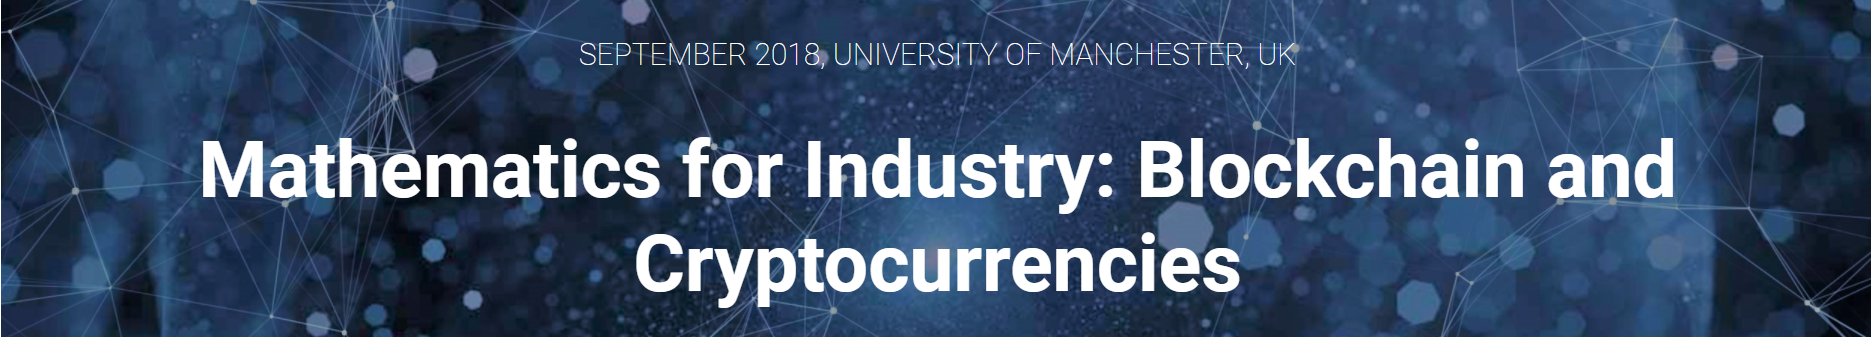 SEPTEMBER 2018, UNIVERSITY OF MANCHESTER, UK
Mathematics for Industry: Blockchain and
Cryptocurrencies